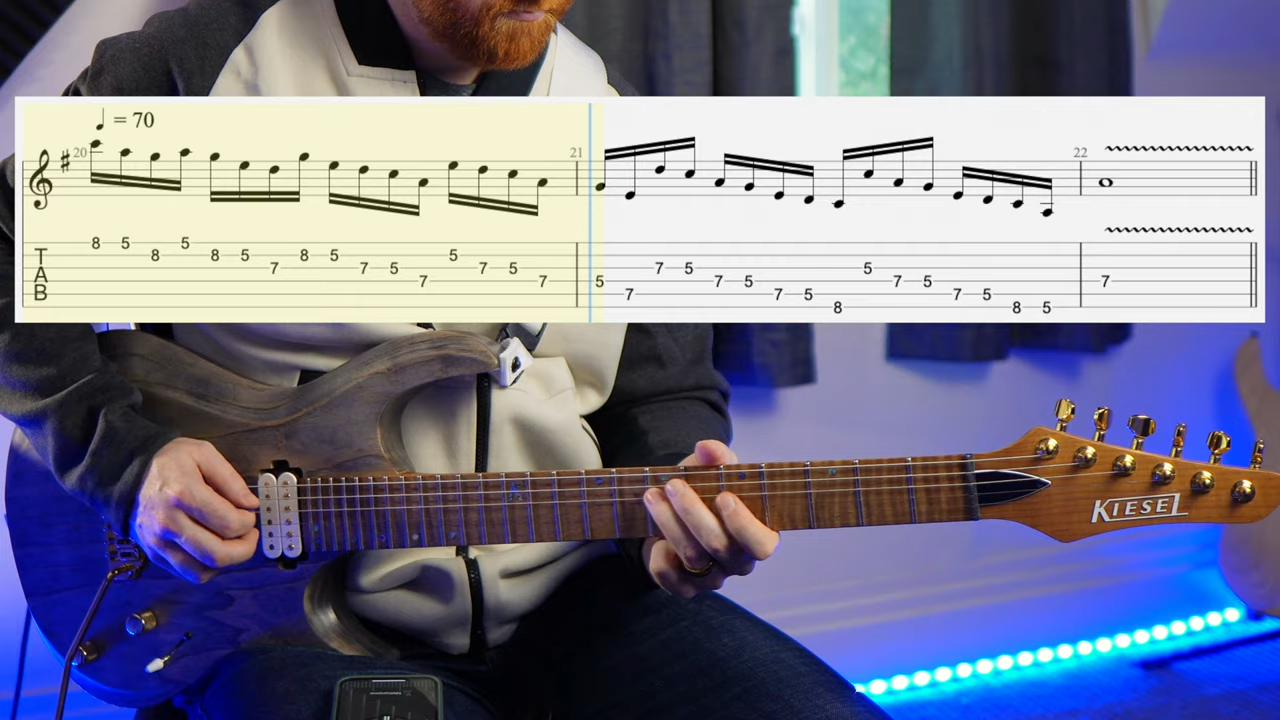 = 70
20 21 22
8 5 5
T 8 8 5 8 5 5
7 7 5 7 5 7 5 5
A 7 7 5 7 5 7 5 7
B 7 7 5 7 5
8 8 5
KIESEL